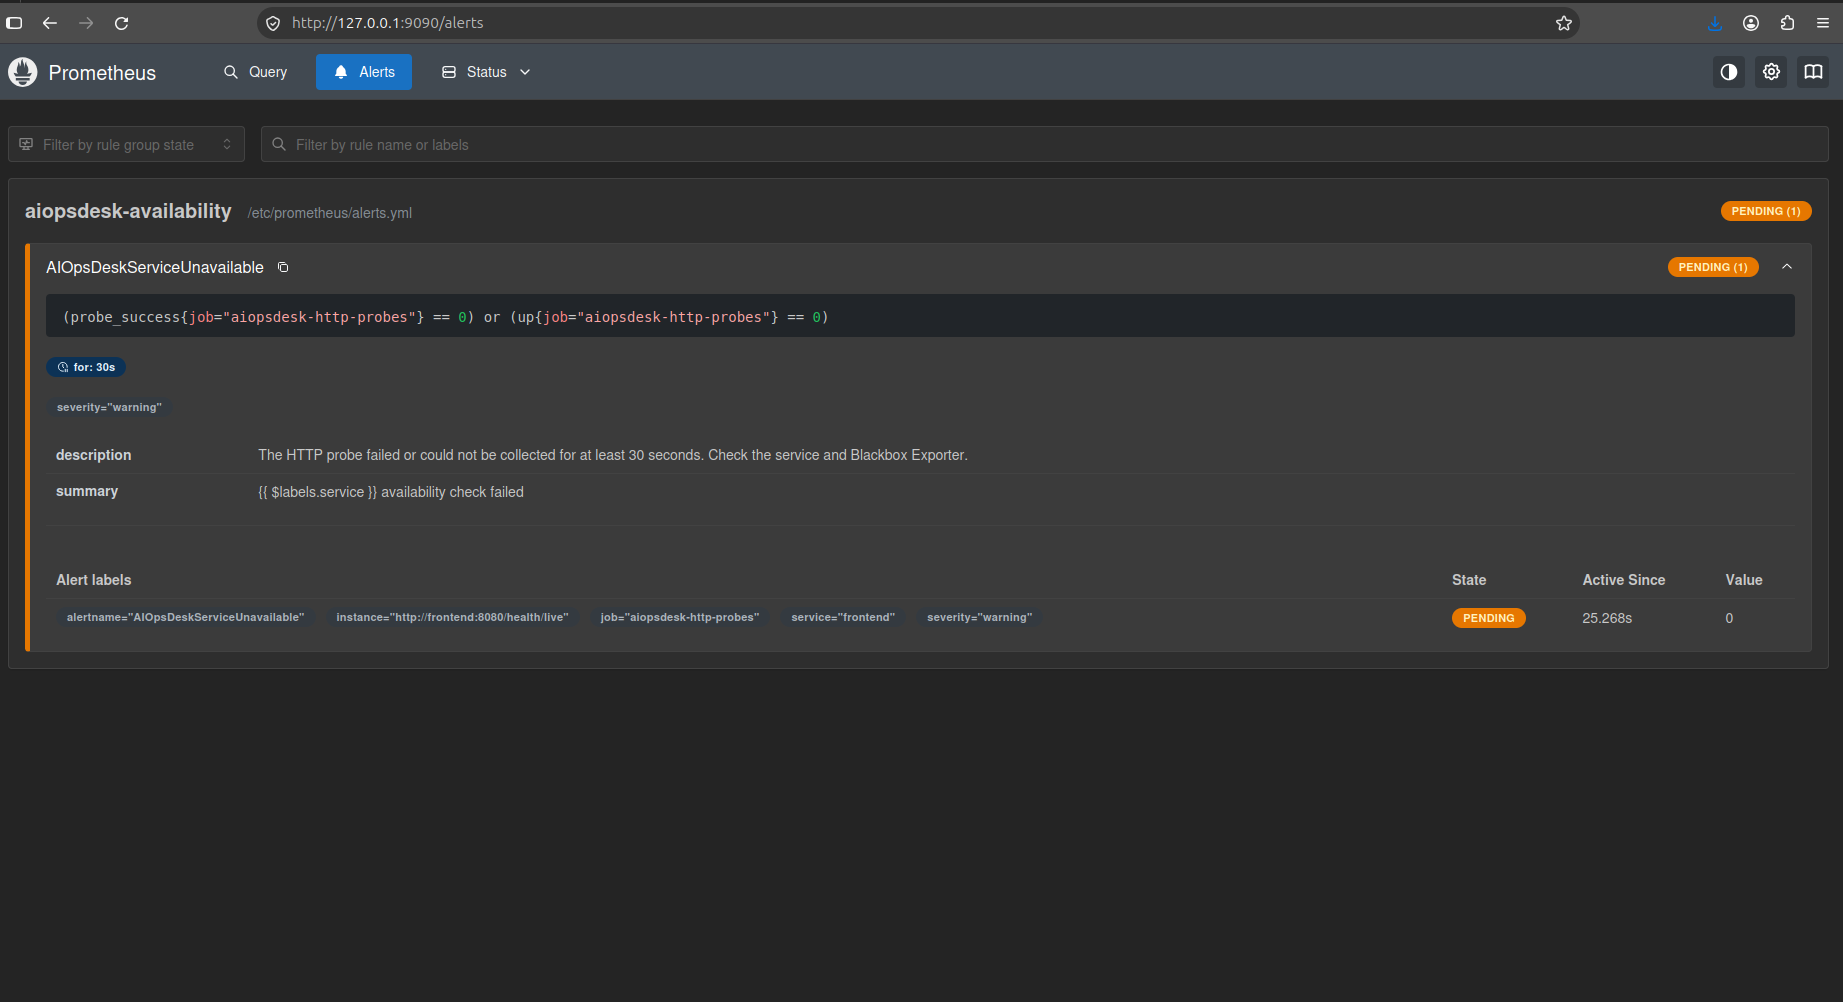 http://127.0.0.1:9090/alerts
Prometheus Query Alerts Status
Filter by rule group state Filter by rule name or labels
aiopsdesk-availability /etc/prometheus/alerts.yml PENDING (1)
AIOpsDeskServiceUnavailable PENDING (1)
(probe_success{job="aiopsdesk-http-probes"} == 0) or (up{job="aiopsdesk-http-probes"} == 0)
for: 30s
severity="warning"
description The HTTP probe failed or could not be collected for at least 30 seconds. Check the service and Blackbox Exporter.
summary {{ $labels.service }} availability check failed
Alert labels State Active Since Value
alertname="AIOpsDeskServiceUnavailable" instance="http://frontend:8080/health/live" job="aiopsdesk-http-probes" service="frontend" severity="warning" PENDING 25.268s 0